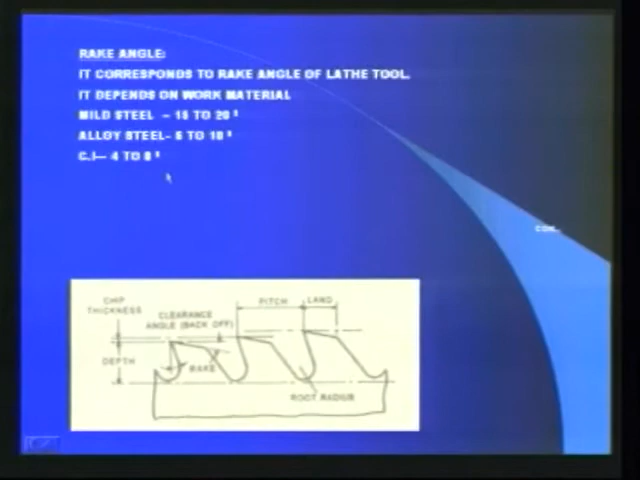 RAKE ANGLE:
IT CORRESPONDS TO RAKE ANGLE OF LATHE TOOL.
IT DEPENDS ON WORK MATERIAL
MILD STEEL – 15 TO 20 º
ALLOY STEEL– 6 TO 10 º
C.I– 4 TO 8 º
CON..
CHIP
THICKNESS
CLEARANCE
ANGLE (BACK OFF)
PITCH
LAND
DEPTH
RAKE
ROOT RADIUS